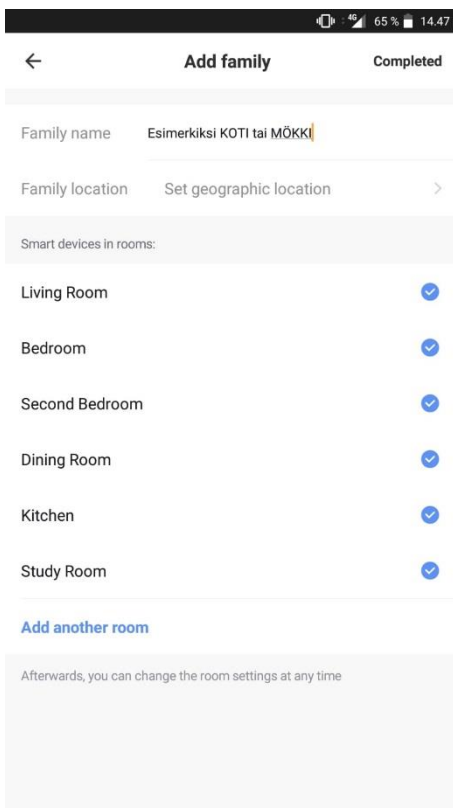 4G 65 % 14.47
Add family Completed
Family name Esimerkiksi KOTI tai MÖKKI
Family location Set geographic location
Smart devices in rooms:
Living Room
Bedroom
Second Bedroom
Dining Room
Kitchen
Study Room
Add another room
Afterwards, you can change the room settings at any time